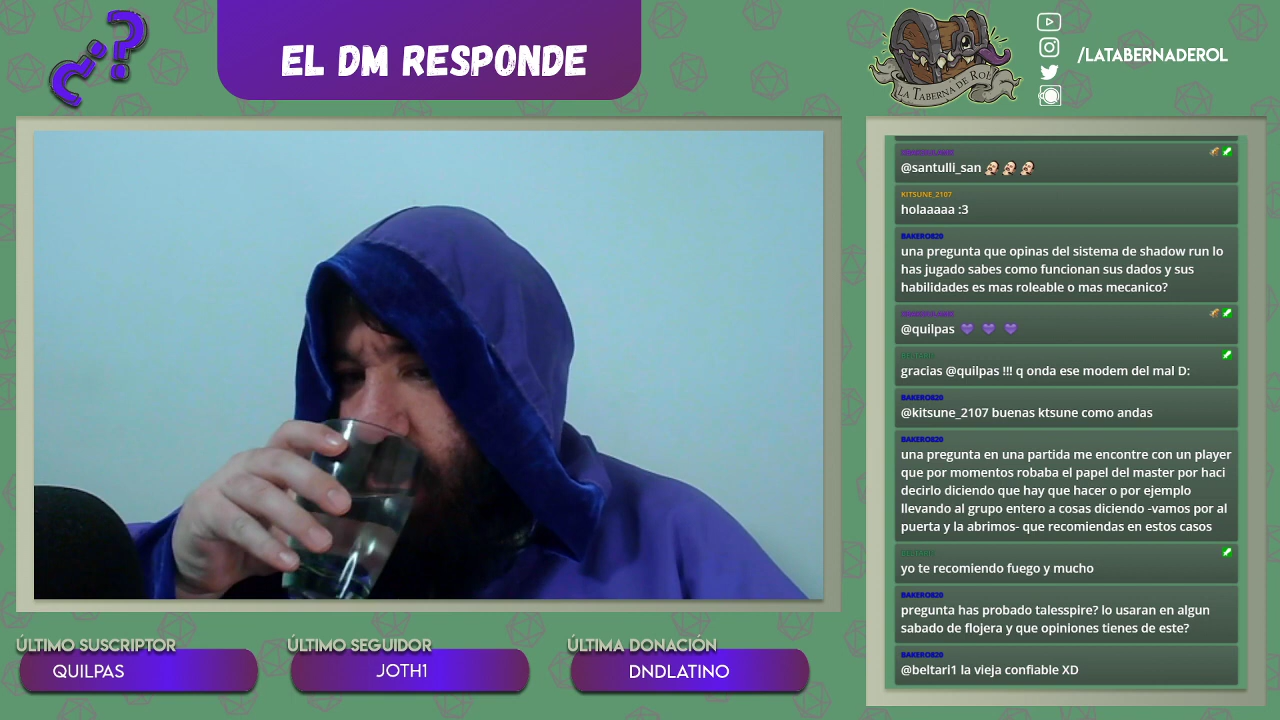 EL DM RESPONDE
LA TABERNA DE ROL
/LATABERNADEROL
@santulli_san
KITSUNE_2107
holaaaaa :3
BAKERO820
una pregunta que opinas del sistema de shadow run lo
has jugado sabes como funcionan sus dados y sus
habilidades es mas roleable o mas mecanico?
@quilpas 💜 💜 💜
gracias @quilpas !!! q onda ese modem del mal D:
BAKERO820
@kitsune_2107 buenas ktsune como andas
BAKERO820
una pregunta en una partida me encontre con un player
que por momentos robaba el papel del master por haci
decirlo diciendo que hay que hacer o por ejemplo
llevando al grupo entero a cosas diciendo -vamos por al
puerta y la abrimos- que recomiendas en estos casos
yo te recomiendo fuego y mucho
BAKERO820
pregunta has probado talesspire? lo usaran en algun
sabado de flojera y que opiniones tienes de este?
BAKERO820
@beltari1 la vieja confiable XD
ÚLTIMO SUSCRIPTOR
QUILPAS
ÚLTIMO SEGUIDOR
JOTH1
ÚLTIMA DONACIÓN
DNDLATINO